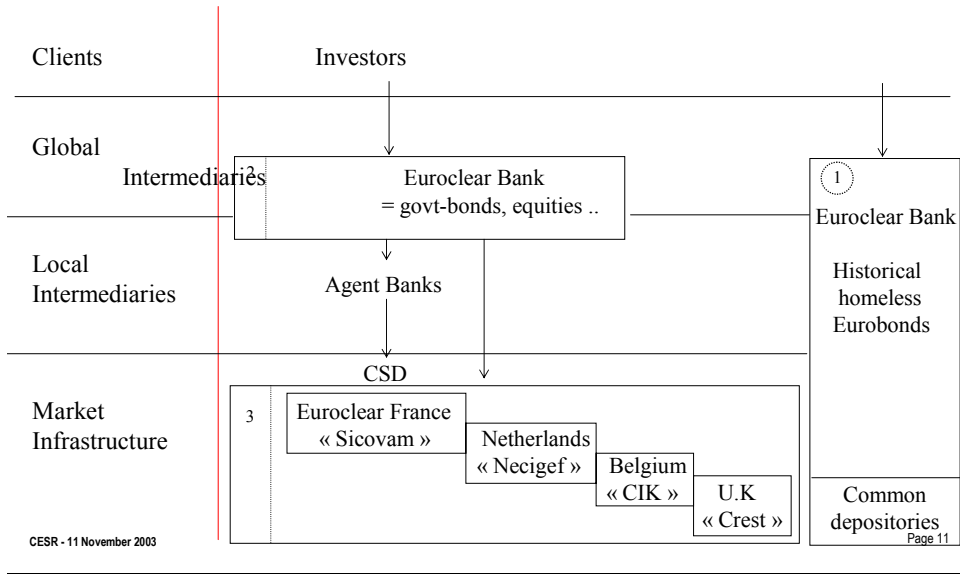 Clients
Investors
Global
Intermediaries
2
Euroclear Bank
= govt-bonds, equities ..
1
Euroclear Bank
Historical
homeless
Eurobonds
Local
Intermediaries
Agent Banks
CSD
Market
Infrastructure
3
Euroclear France
« Sicovam »
Netherlands
« Necigef »
Belgium
« CIK »
U.K
« Crest »
Common
depositories
CESR - 11 November 2003
Page 11